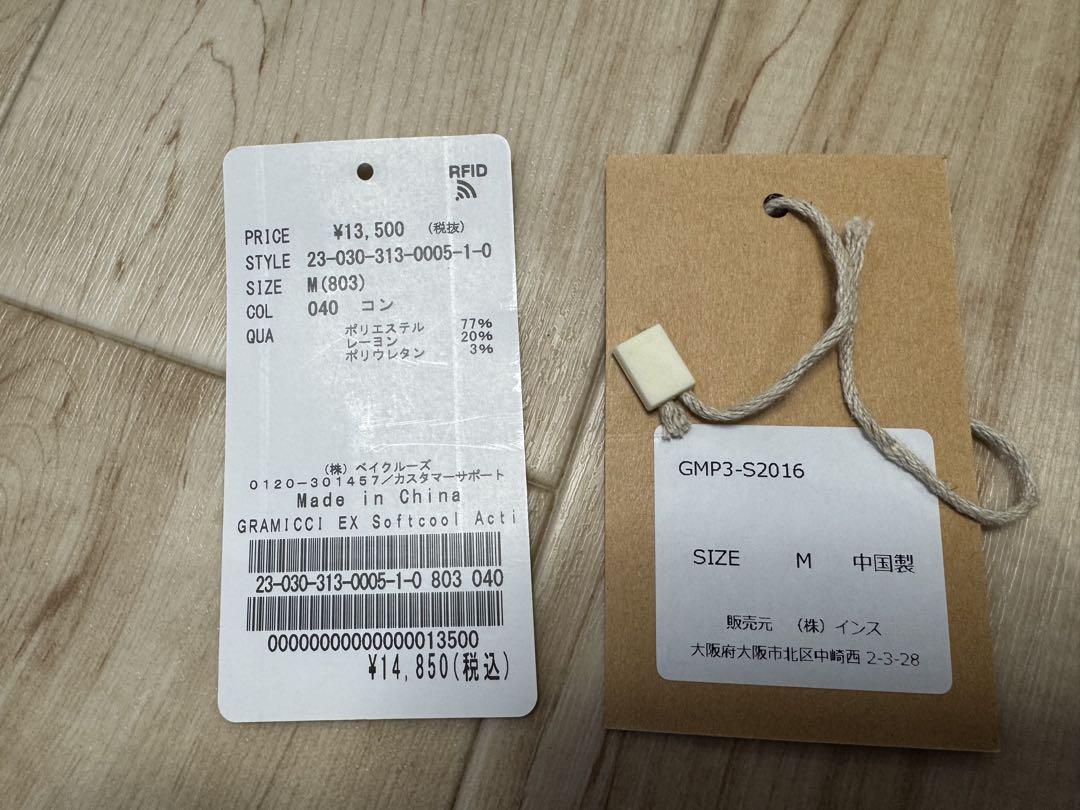 RFID
PRICE ¥13,500 (税抜)
STYLE 23-030-313-0005-1-0
SIZE M(803)
COL 040 コン
QUA ポリエステル 77%
レーヨン 20%
ポリウレタン 3%
(株)ベイクルーズ
0120-301457/カスタマーサポート
Made in China
GRAMICCI EX Softcool Acti
23-030-313-0005-1-0 803 040
00000000000000013500
¥14,850(税込)
GMP3-S2016
SIZE M 中国製
販売元 (株)インス
大阪府大阪市北区中崎西 2-3-28